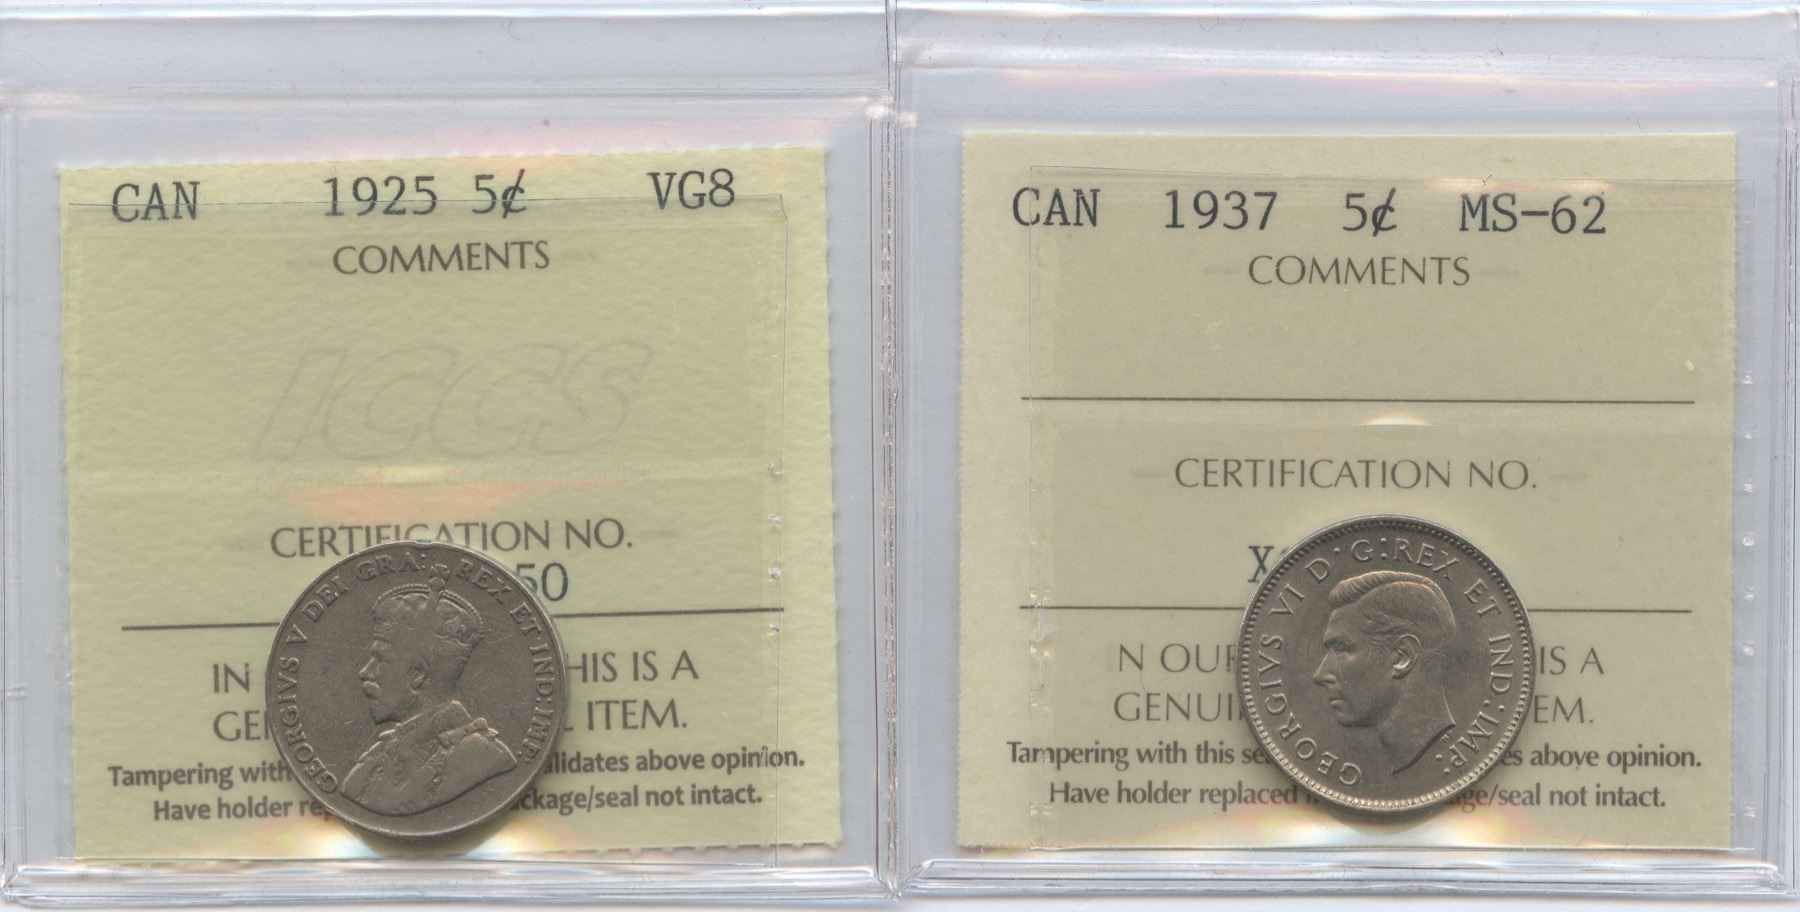 CAN 1925 5¢ VG8
COMMENTS
ICCS
CERTIFICATION NO.
50
IN HIS IS A
GE ITEM.
Tampering with lidates above opinion.
Have holder re ckage/seal not intact.
GEORGIVS V DEI GRA: REX ET IND: IMP:
CAN 1937 5¢ MS-62
COMMENTS
CERTIFICATION NO.
X
N OUR IS A
GENUI EM.
Tampering with this se es above opinion.
Have holder replaced ge/seal not intact.
GEORGIVS VI D·G:REX ET IND:IMP: